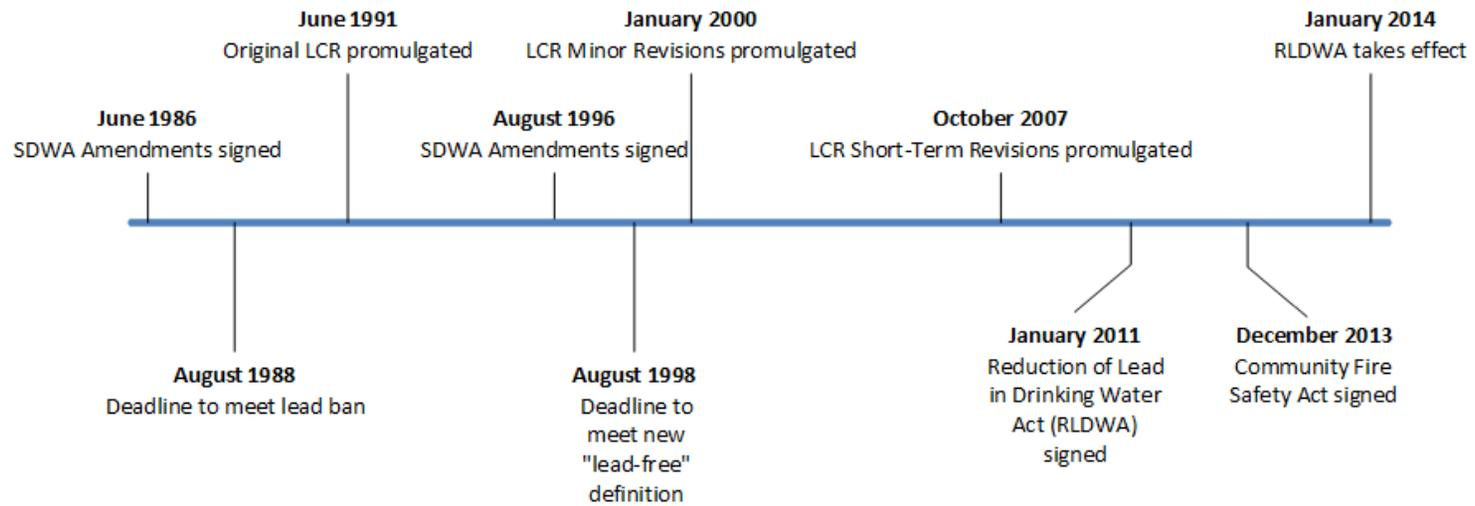 June 1986
SDWA Amendments signed
August 1988
Deadline to meet lead ban
June 1991
Original LCR promulgated
August 1996
SDWA Amendments signed
August 1998
Deadline to
meet new
"lead-free"
definition
January 2000
LCR Minor Revisions promulgated
October 2007
LCR Short-Term Revisions promulgated
January 2011
Reduction of Lead
in Drinking Water
Act (RLDWA)
signed
December 2013
Community Fire
Safety Act signed
January 2014
RLDWA takes effect